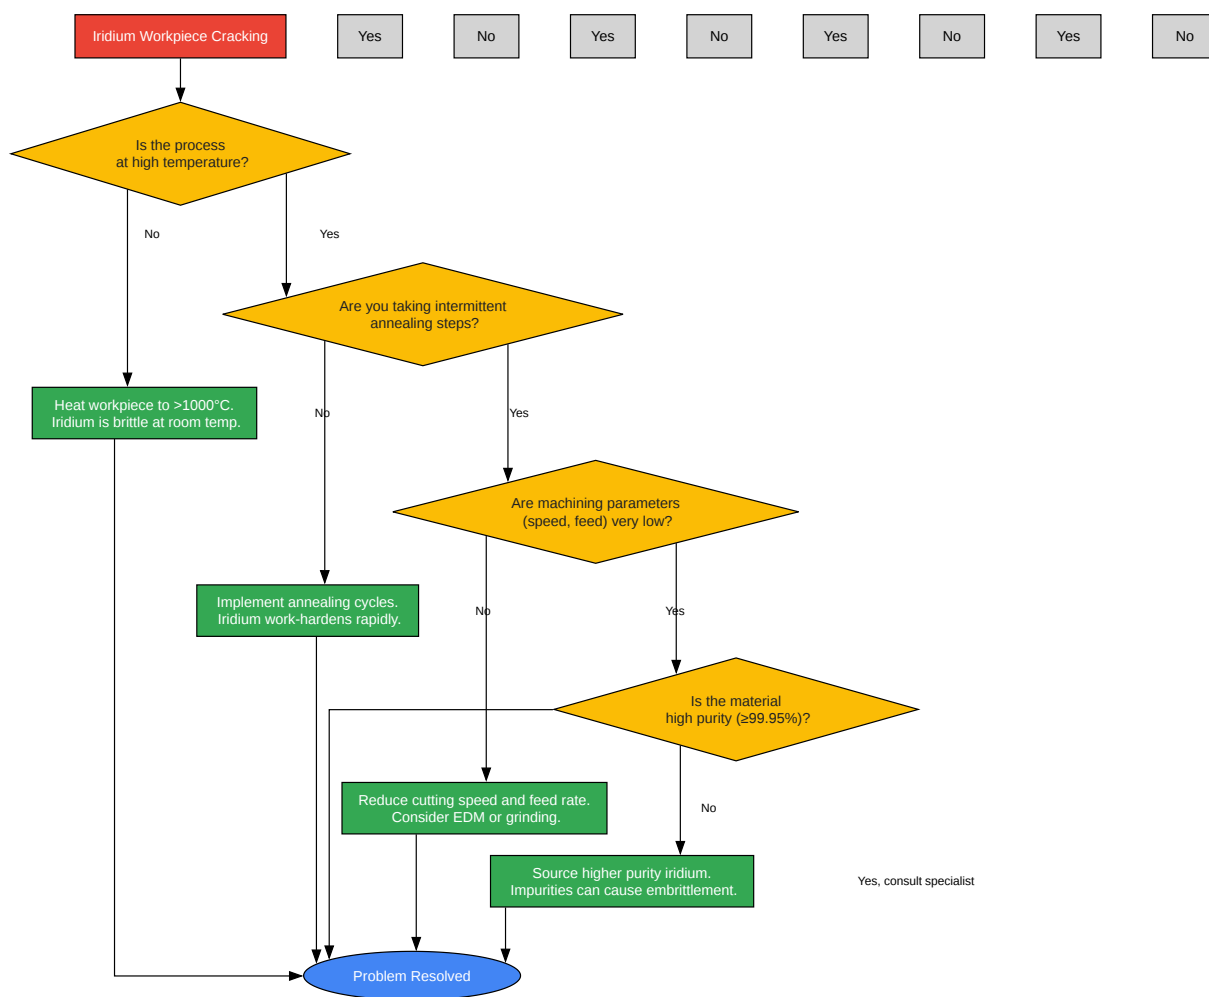 Iridium Workpiece Cracking
Yes
No
Yes
No
Yes
No
Yes
No
Is the process
at high temperature?
No
Yes
Are you taking intermittent
annealing steps?
Heat workpiece to >1000°C.
Iridium is brittle at room temp.
No
Yes
Are machining parameters
(speed, feed) very low?
Implement annealing cycles.
Iridium work-hardens rapidly.
No
Yes
Is the material
high purity (≥99.95%)?
Reduce cutting speed and feed rate.
Consider EDM or grinding.
No
Source higher purity iridium.
Impurities can cause embrittlement.
Yes, consult specialist
Problem Resolved